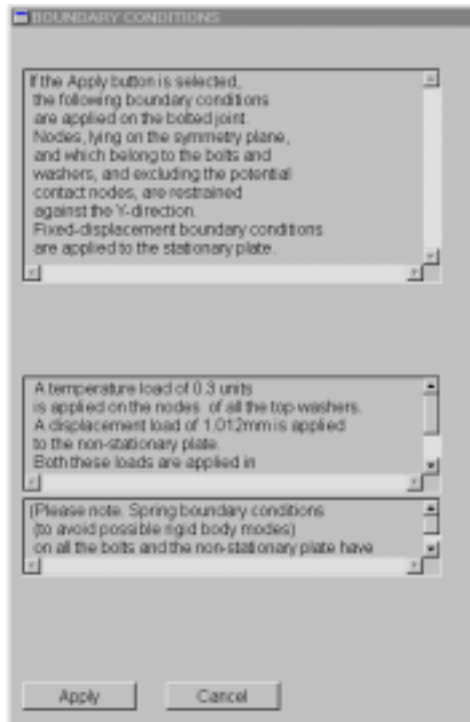 BOUNDARY CONDITIONS
If the Apply button is selected,
the following boundary conditions
are applied on the bolted joint.
Nodes, lying on the symmetry plane,
and which belong to the bolts and
washers, and excluding the potential
contact nodes, are restrained
against the Y-direction.
Fixed-displacement boundary conditions
are applied to the stationary plate.
A temperature load of 0.3 units
is applied on the nodes of all the top washers.
A displacement load of 1.012mm is applied
to the non-stationary plate.
Both these loads are applied in
(Please note. Spring boundary conditions
(to avoid possible rigid body modes)
on all the bolts and the non-stationary plate have
Apply Cancel